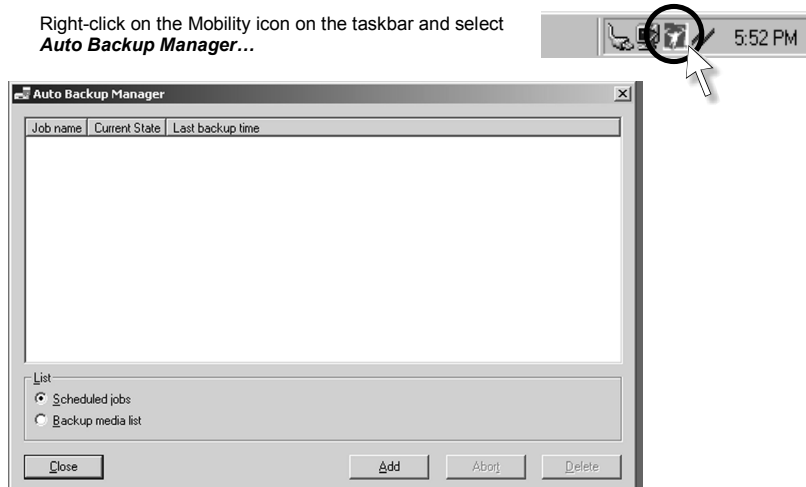 Right-click on the Mobility icon on the taskbar and select
Auto Backup Manager…
5:52 PM
Auto Backup Manager
Job name Current State Last backup time
List
Scheduled jobs
Backup media list
Close Add Abort Delete